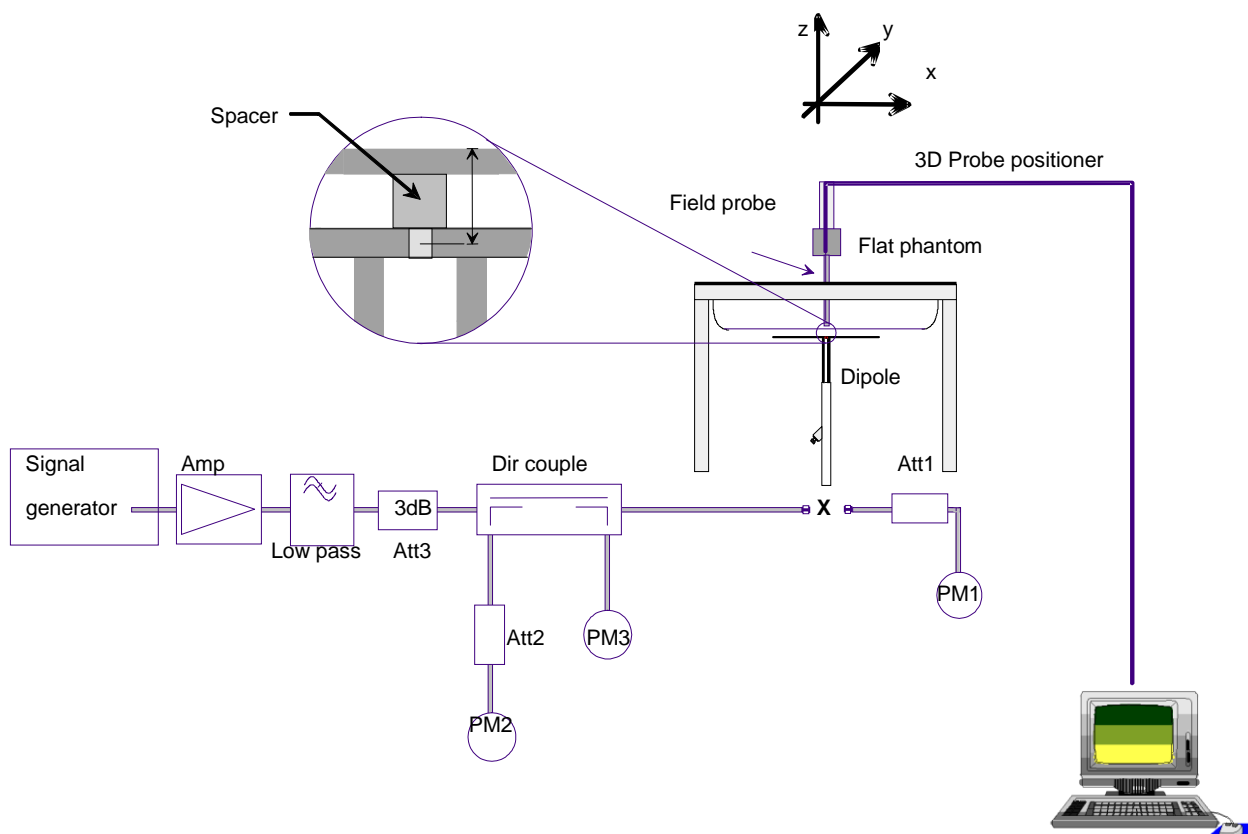 z
y
x
Spacer
3D Probe positioner
Field probe
Flat phantom
Dipole
Signal
generator
Amp
Low pass
3dB
Att3
Dir couple
Att1
X
PM1
Att2
PM3
PM2